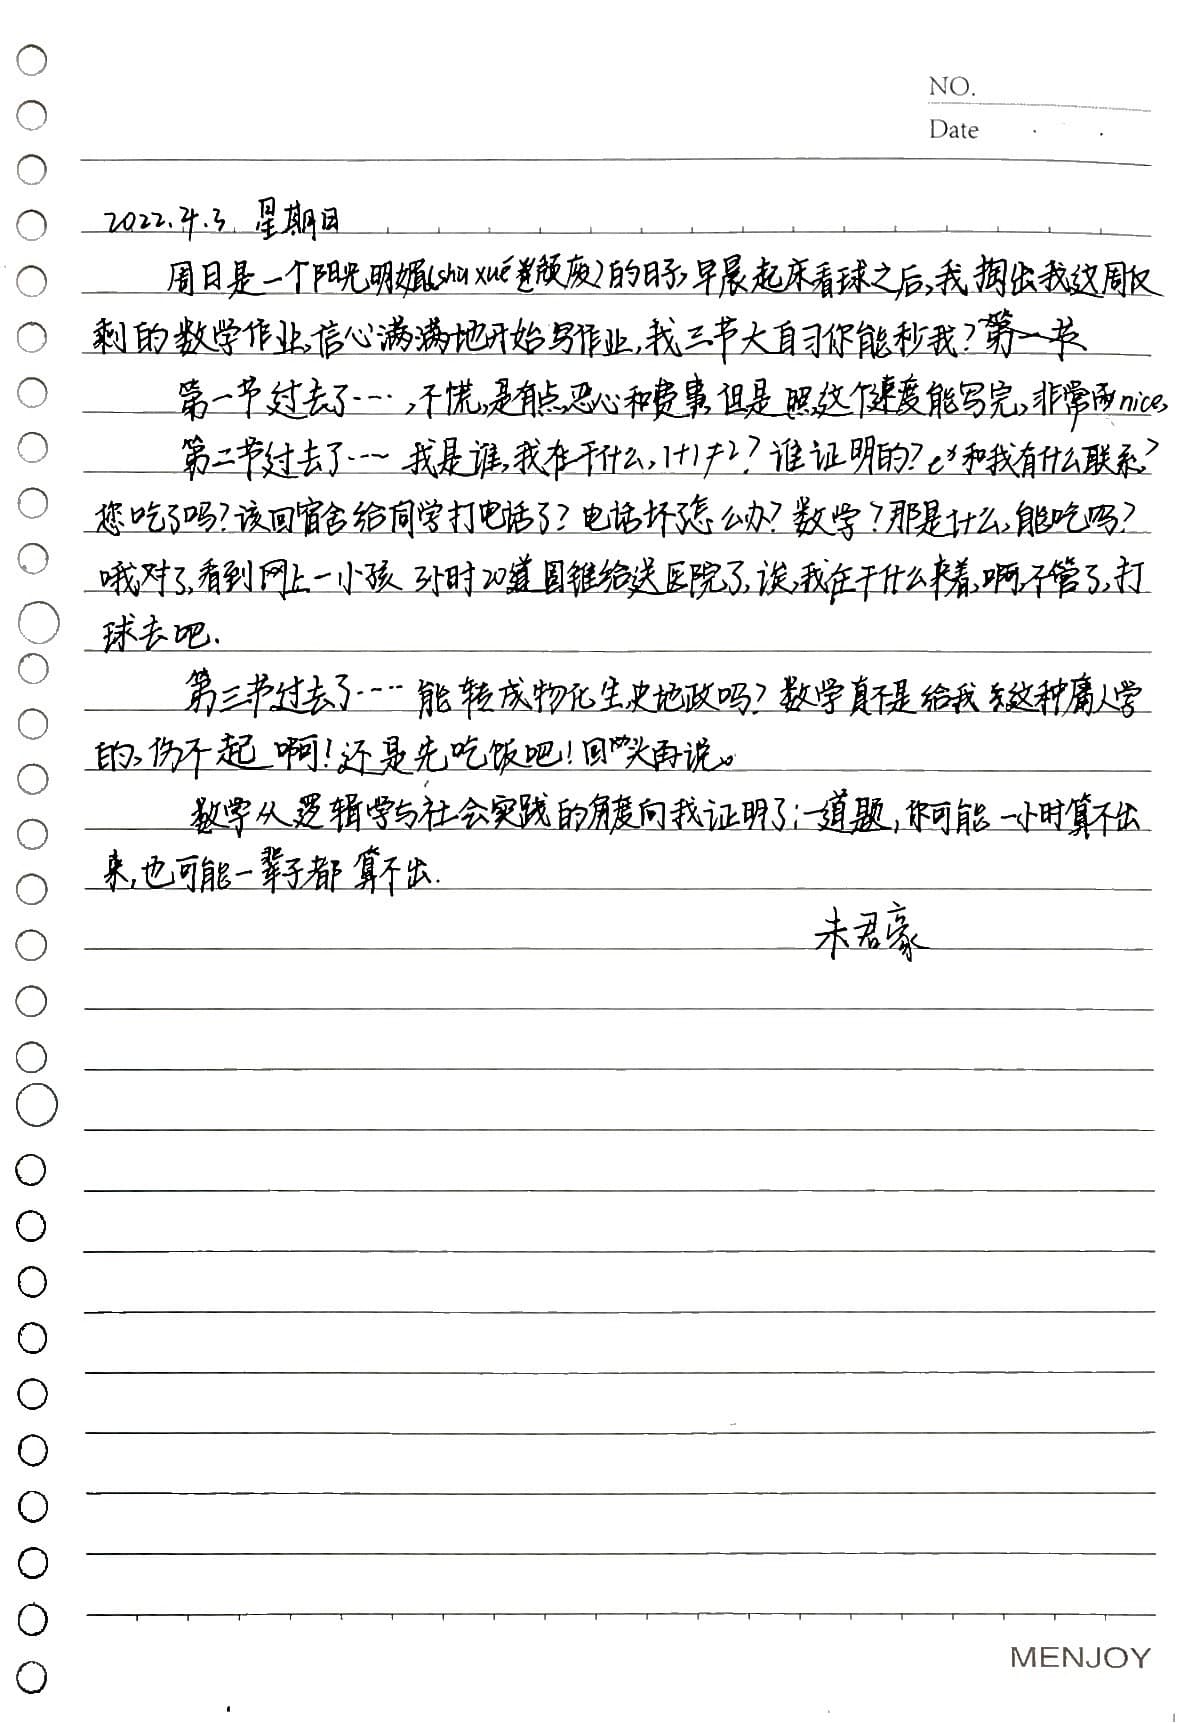 NO.
Date
2022.4.3 星期日
周日是一个阳光明媚(shu xué 道颓废)的日子,早晨起床看球之后,我掏出我这周仅
剩的数学作业,信心满满地开始写作业,我三节大自习你能秒我?第一节
第一节过去了……,不慌,是有点恶心和费事,但是照这个速度能写完,非常的nice,
第二节过去了…… 我是谁,我在干什么,1+1≠2?谁证明的?eˣ和我有什么联系?
您吃了吗?该回宿舍给同学打电话了?电话坏了怎么办?数学?那是什么,能吃吗?
哦,对了,看到网上一小孩 3小时20道圆锥给送医院了,诶,我在干什么来着,啊,不管了,打
球去吧.
第三节过去了…… 能转成物化生史地政吗?数学真不是给我这种庸人学
的,伤不起 啊!还是先吃饭吧!回头再说。
数学从逻辑学与社会实践的角度向我证明了:一道题,你可能一小时算不出
来,也可能一辈子都算不出.
朱君豪
MENJOY